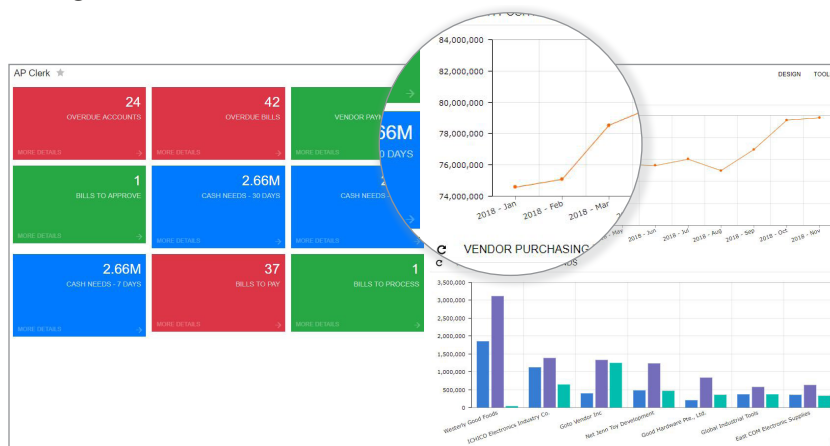 AP Clerk
DESIGN
TOOL
24
OVERDUE ACCOUNTS
MORE DETAILS
42
OVERDUE BILLS
MORE DETAILS
VENDOR
1
BILLS TO APPROVE
MORE DETAILS
2.66M
CASH NEEDS - 30 DAYS
MORE DETAILS
CASH NEEDS
MORE DETAILS
2.66M
CASH NEEDS - 7 DAYS
MORE DETAILS
37
BILLS TO PAY
MORE DETAILS
1
BILLS TO PROCESS
MORE DETAILS
66M
0 DAYS
84,000,000
82,000,000
80,000,000
78,000,000
76,000,000
74,000,000
2018 - Jan
2018 - Feb
2018 - Mar
2018 - Jun
2018 - Jul
2018 - Aug
2018 - Sep
2018 - Oct
2018 - Nov
VENDOR PURCHASING
3,500,000
3,000,000
2,500,000
2,000,000
1,500,000
1,000,000
500,000
0
Westerly Good Foods
ICHICO Electronics Industry Co.
Goto Vendor Inc
Net Jenn Toy Development
Good Hardware Pte., Ltd.
Global Industrial Tools
East COM Electronic Supplies